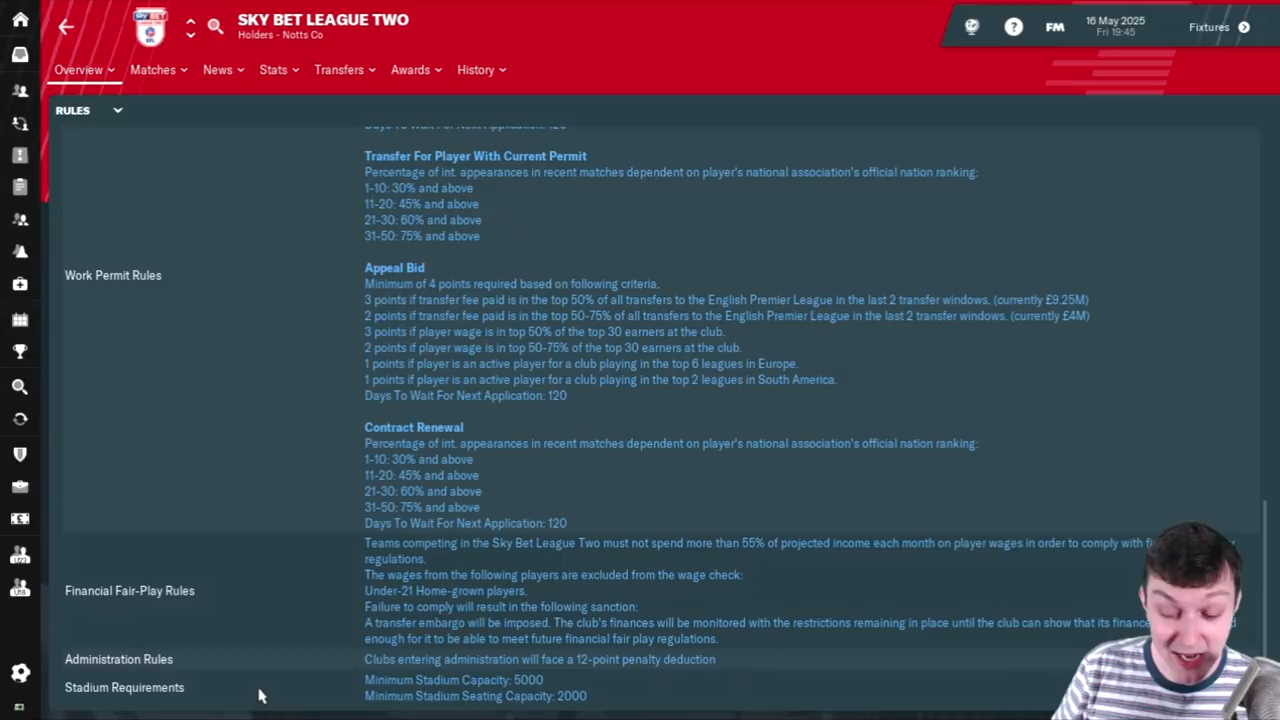 SKY BET LEAGUE TWO
Holders - Notts Co
16 May 2025
Fri 19:45
FM
Fixtures
Overview
Matches
News
Stats
Transfers
Awards
History
RULES
Days To Wait For Next Application: 120
Work Permit Rules
Transfer For Player With Current Permit
Percentage of int. appearances in recent matches dependent on player's national association's official nation ranking:
1-10: 30% and above
11-20: 45% and above
21-30: 60% and above
31-50: 75% and above
Appeal Bid
Minimum of 4 points required based on following criteria.
3 points if transfer fee paid is in the top 50% of all transfers to the English Premier League in the last 2 transfer windows. (currently £9.25M)
2 points if transfer fee paid is in the top 50-75% of all transfers to the English Premier League in the last 2 transfer windows. (currently £4M)
3 points if player wage is in top 50% of the top 30 earners at the club.
2 points if player wage is in top 50-75% of the top 30 earners at the club.
1 points if player is an active player for a club playing in the top 6 leagues in Europe.
1 points if player is an active player for a club playing in the top 2 leagues in South America.
Days To Wait For Next Application: 120
Contract Renewal
Percentage of int. appearances in recent matches dependent on player's national association's official nation ranking:
1-10: 30% and above
11-20: 45% and above
21-30: 60% and above
31-50: 75% and above
Days To Wait For Next Application: 120
Financial Fair-Play Rules
Teams competing in the Sky Bet League Two must not spend more than 55% of projected income each month on player wages in order to comply with
regulations.
The wages from the following players are excluded from the wage check:
Under-21 Home-grown players.
Failure to comply will result in the following sanction:
A transfer embargo will be imposed. The club's finances will be monitored with the restrictions remaining in place until the club can show that its
enough for it to be able to meet future financial fair play regulations.
Administration Rules
Clubs entering administration will face a 12-point penalty deduction
Stadium Requirements
Minimum Stadium Capacity: 5000
Minimum Stadium Seating Capacity: 2000